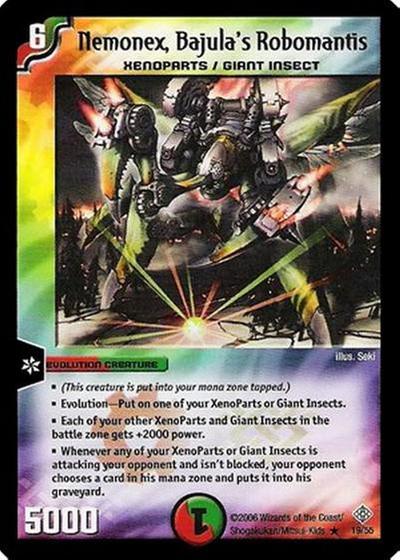 6
Nemonex, Bajula's Robomantis
XENOPARTS / GIANT INSECT
illus. Seki
EVOLUTION CREATURE
▪ (This creature is put into your mana zone tapped.)
▪ Evolution—Put on one of your XenoParts or Giant Insects.
▪ Each of your other XenoParts and Giant Insects in the
battle zone gets +2000 power.
▪ Whenever any of your XenoParts or Giant Insects is
attacking your opponent and isn't blocked, your opponent
chooses a card in his mana zone and puts it into his
graveyard.
5000
1
©2006 Wizards of the Coast/
Shogakukan/Mitsui-Kids ★ 19/55